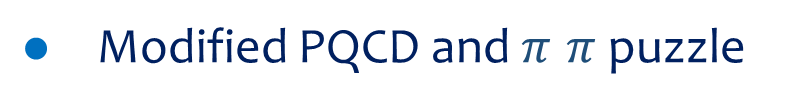 • Modified PQCD and π π puzzle